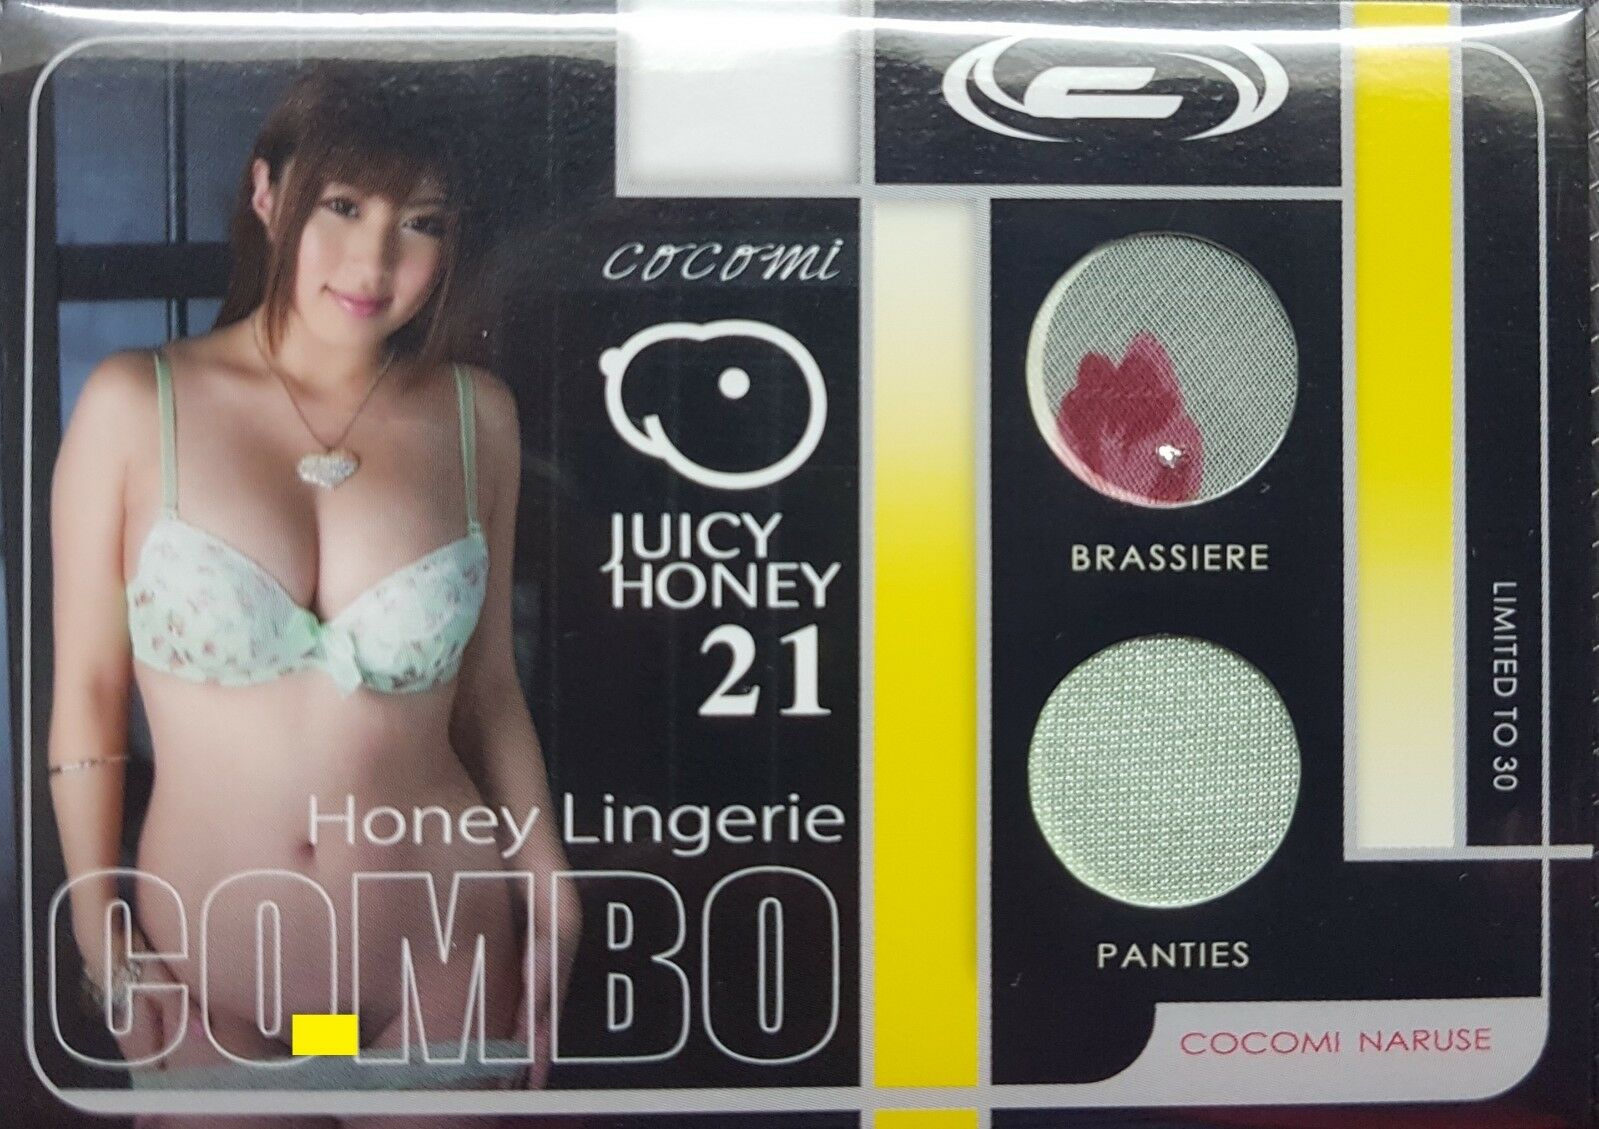 cocomi
JUICY
HONEY
21
Honey Lingerie
COMBO
BRASSIERE
PANTIES
LIMITED TO 30
COCOMI NARUSE